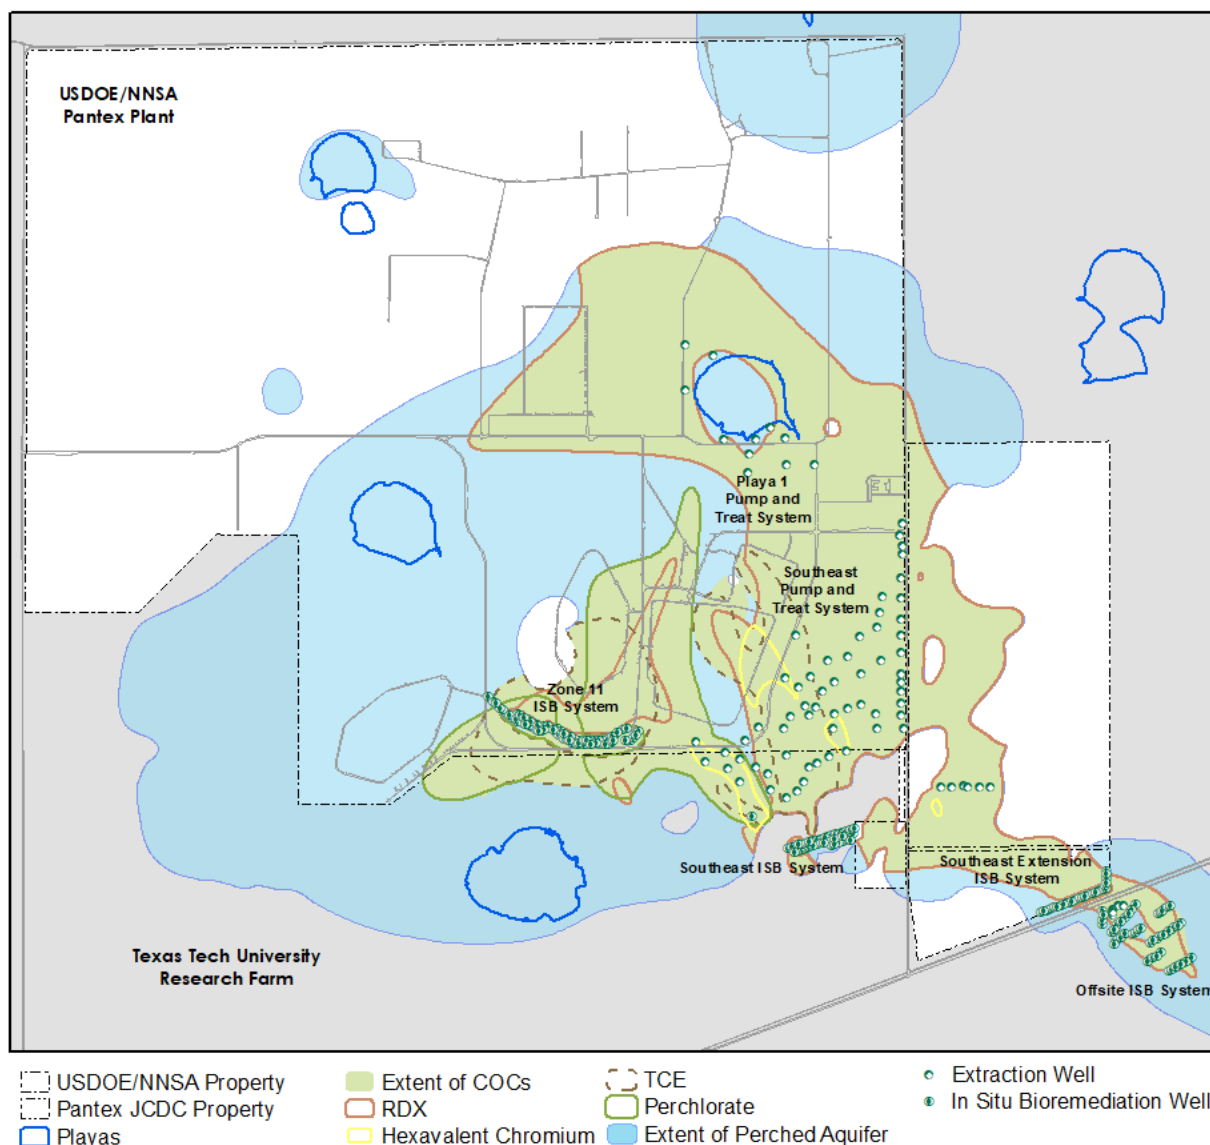 USDOE/NNSA
Pantex Plant
Playa 1
Pump and
Treat System
Southeast
Pump and
Treat System
Zone 11
ISB System
Southeast ISB System
Southeast Extension
ISB System
Texas Tech University
Research Farm
Offsite ISB System
USDOE/NNSA Property
Pantex JCDC Property
Playas
Extent of COCs
RDX
Hexavalent Chromium
TCE
Perchlorate
Extent of Perched Aquifer
Extraction Well
In Situ Bioremediation Well